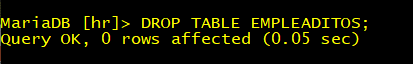 MariaDB [hr]> DROP TABLE EMPLEADITOS;
Query OK, 0 rows affected (0.05 sec)